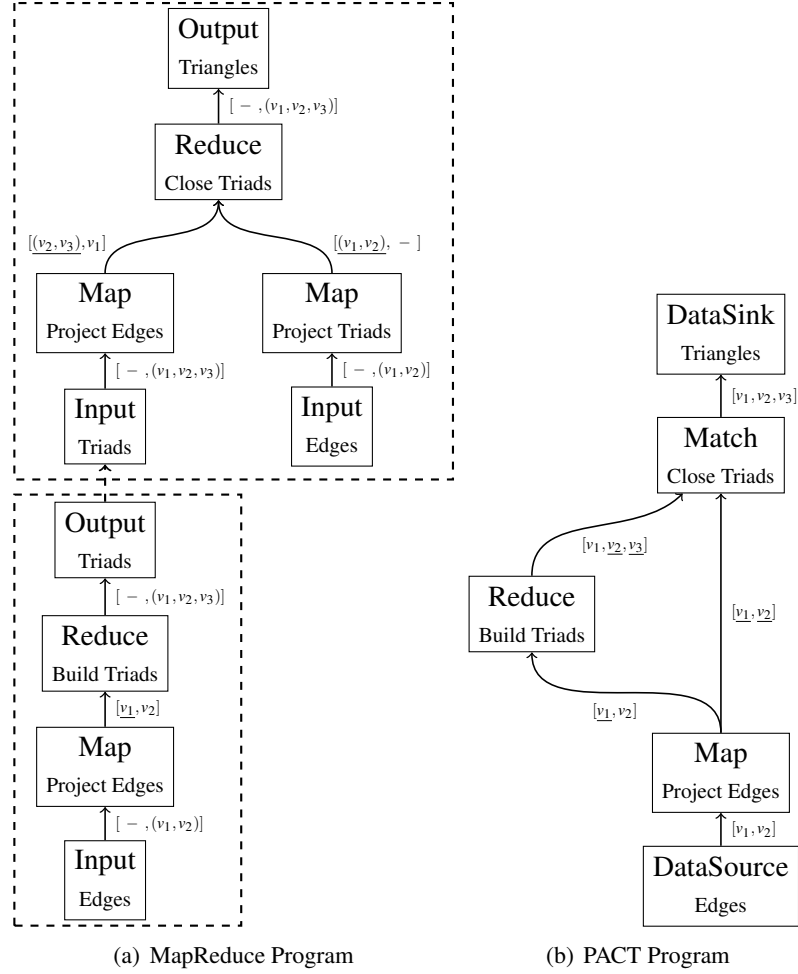 Output
Triangles
[ − ,(v₁,v₂,v₃)]
Reduce
Close Triads
[(v₂,v₃),v₁]
[(v₁,v₂), − ]
Map
Project Edges
Map
Project Triads
[ − ,(v₁,v₂,v₃)]
[ − ,(v₁,v₂)]
Input
Triads
Input
Edges
Output
Triads
[ − ,(v₁,v₂,v₃)]
Reduce
Build Triads
[v₁,v₂]
Map
Project Edges
[ − ,(v₁,v₂)]
Input
Edges
(a) MapReduce Program
DataSink
Triangles
[v₁,v₂,v₃]
Match
Close Triads
[v₁,v₂,v₃]
Reduce
Build Triads
[v₁,v₂]
[v₁,v₂]
Map
Project Edges
[v₁,v₂]
DataSource
Edges
(b) PACT Program